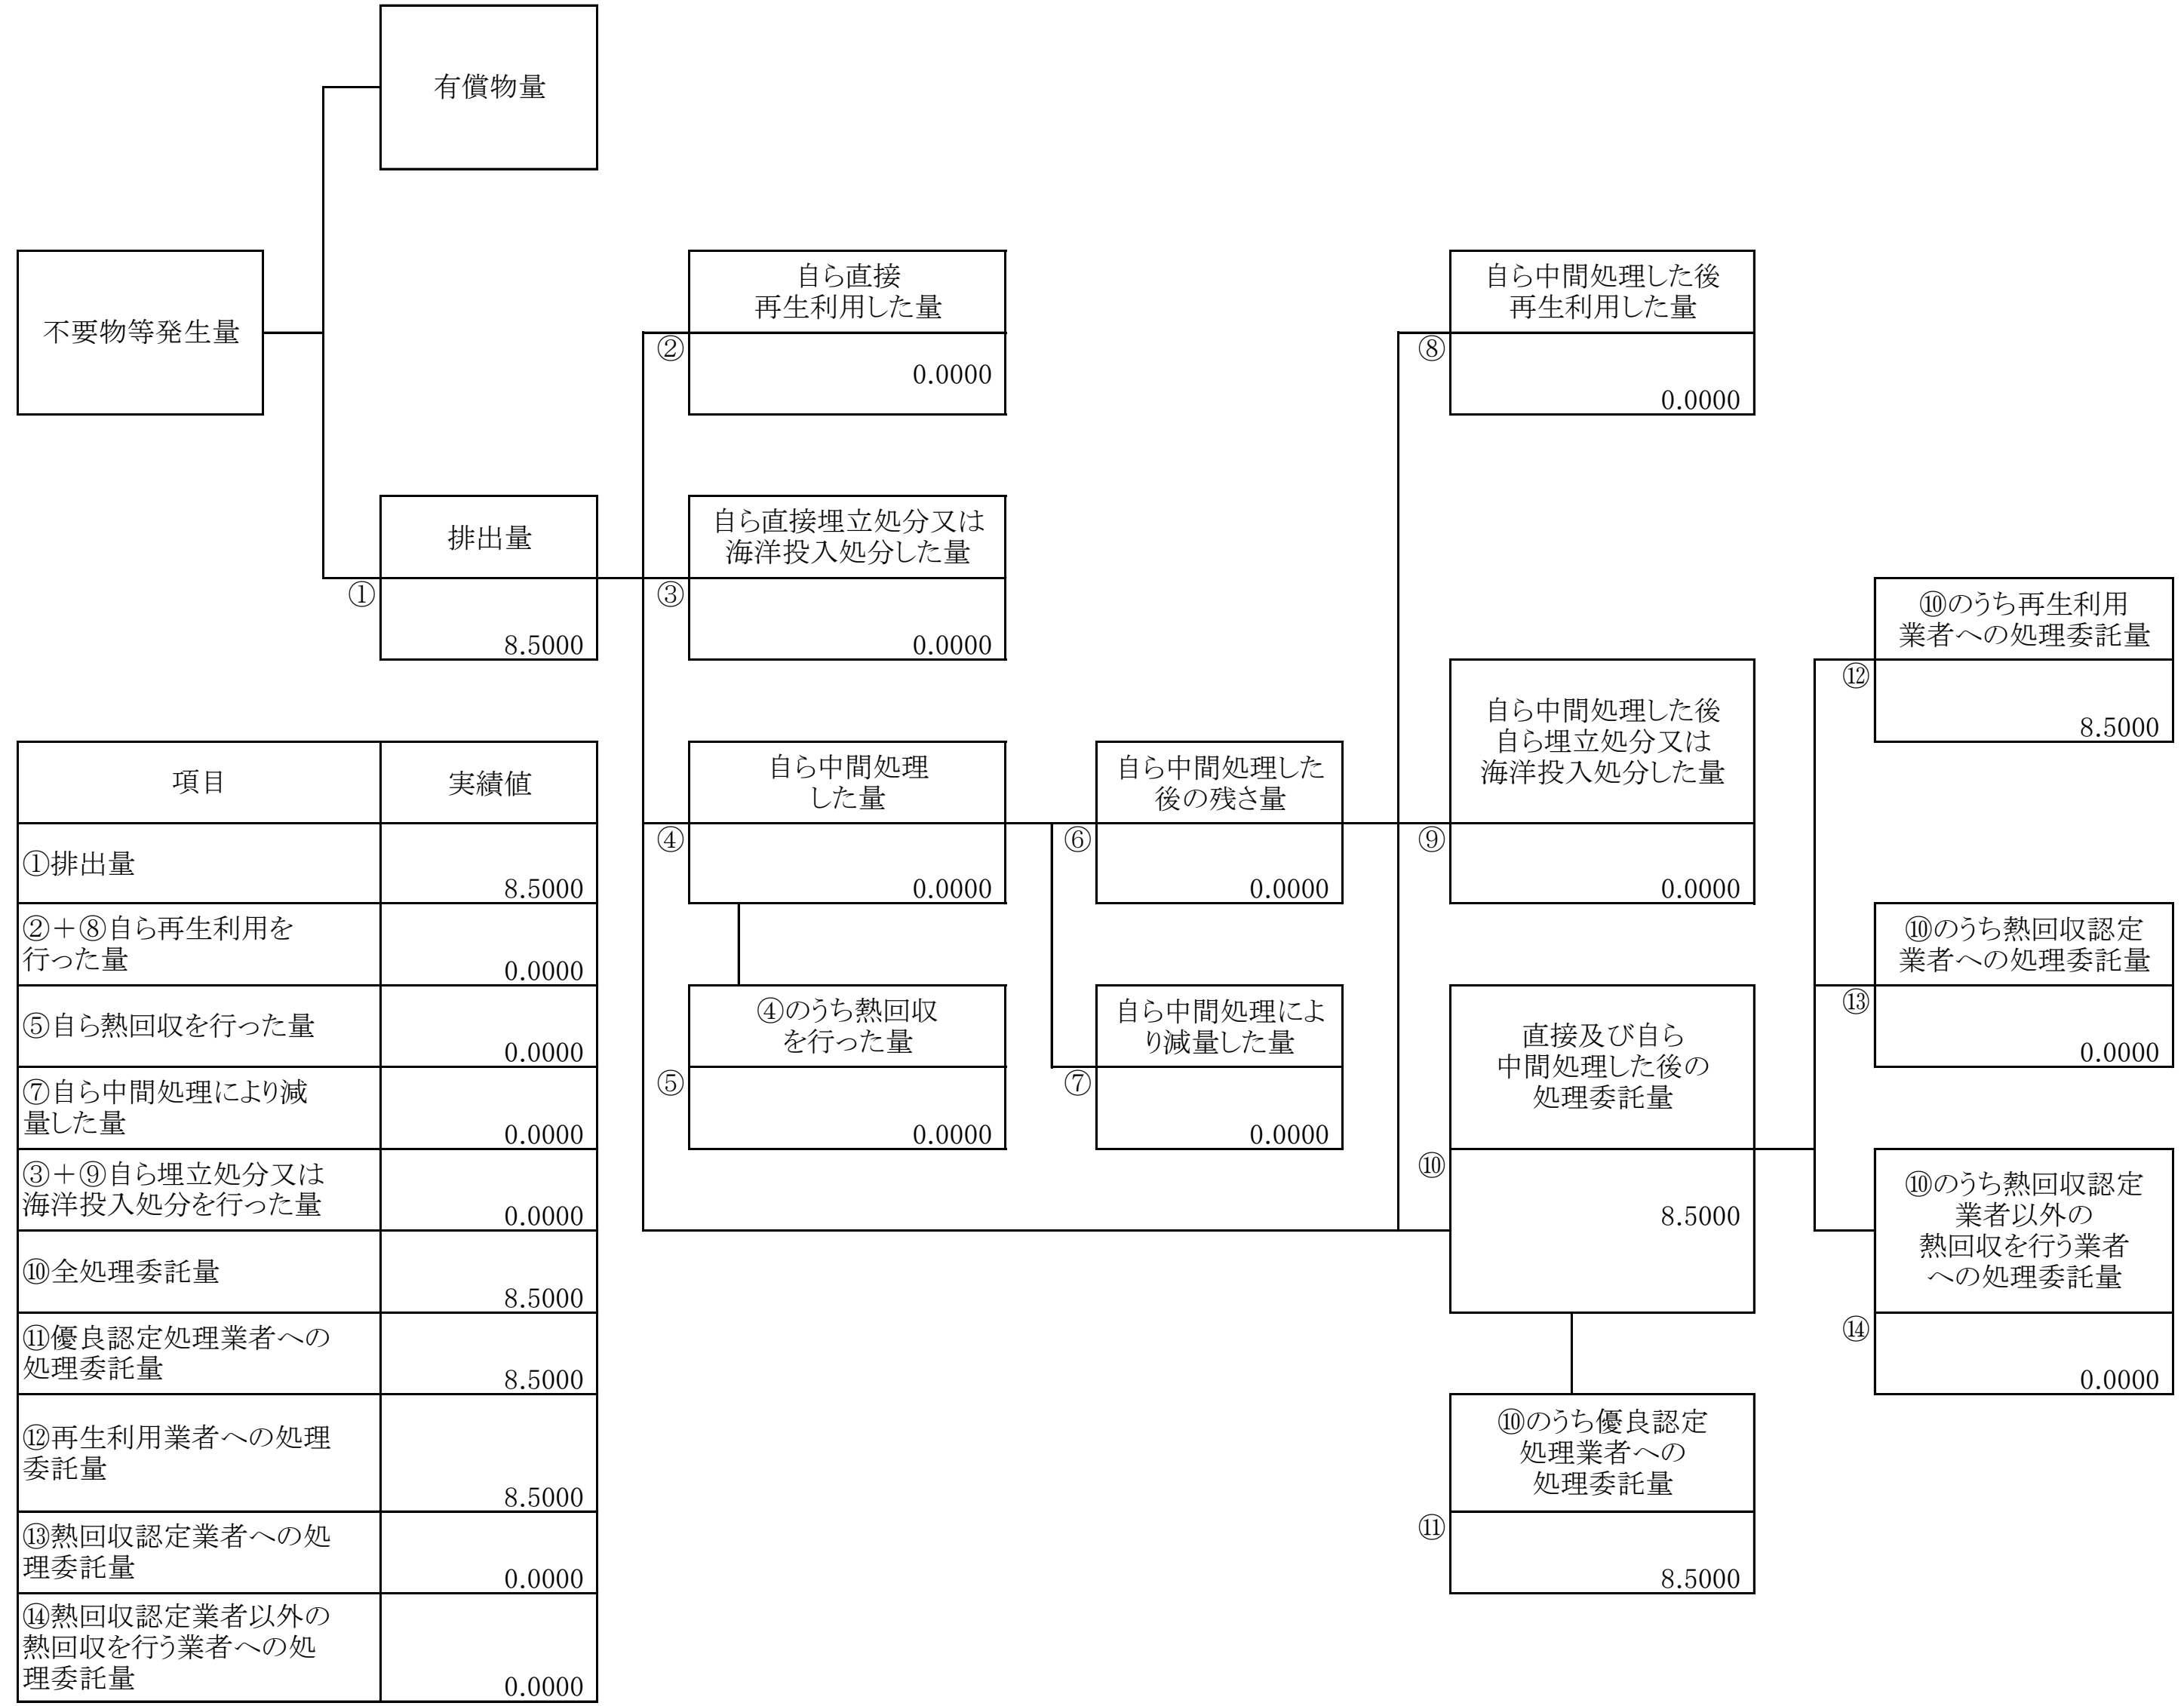 有償物量
不要物等発生量
自ら直接
再生利用した量
②
0.0000
自ら中間処理した後
再生利用した量
⑧
0.0000
排出量
①
8.5000
自ら直接埋立処分又は
海洋投入処分した量
③
0.0000
⑩のうち再生利用
業者への処理委託量
⑫
8.5000
自ら中間処理
した量
④
0.0000
自ら中間処理した
後の残さ量
⑥
0.0000
自ら中間処理した後
自ら埋立処分又は
海洋投入処分した量
⑨
0.0000
⑩のうち熱回収認定
業者への処理委託量
⑬
0.0000
④のうち熱回収
を行った量
⑤
0.0000
自ら中間処理によ
り減量した量
⑦
0.0000
直接及び自ら
中間処理した後の
処理委託量
⑩
8.5000
⑩のうち熱回収認定
業者以外の
熱回収を行う業者
への処理委託量
⑭
0.0000
⑩のうち優良認定
処理業者への
処理委託量
⑪
8.5000
項目 実績値
①排出量
8.5000
②＋⑧自ら再生利用を
行った量
0.0000
⑤自ら熱回収を行った量
0.0000
⑦自ら中間処理により減
量した量
0.0000
③＋⑨自ら埋立処分又は
海洋投入処分を行った量
0.0000
⑩全処理委託量
8.5000
⑪優良認定処理業者への
処理委託量
8.5000
⑫再生利用業者への処理
委託量
8.5000
⑬熱回収認定業者への処
理委託量
0.0000
⑭熱回収認定業者以外の
熱回収を行う業者への処
理委託量
0.0000